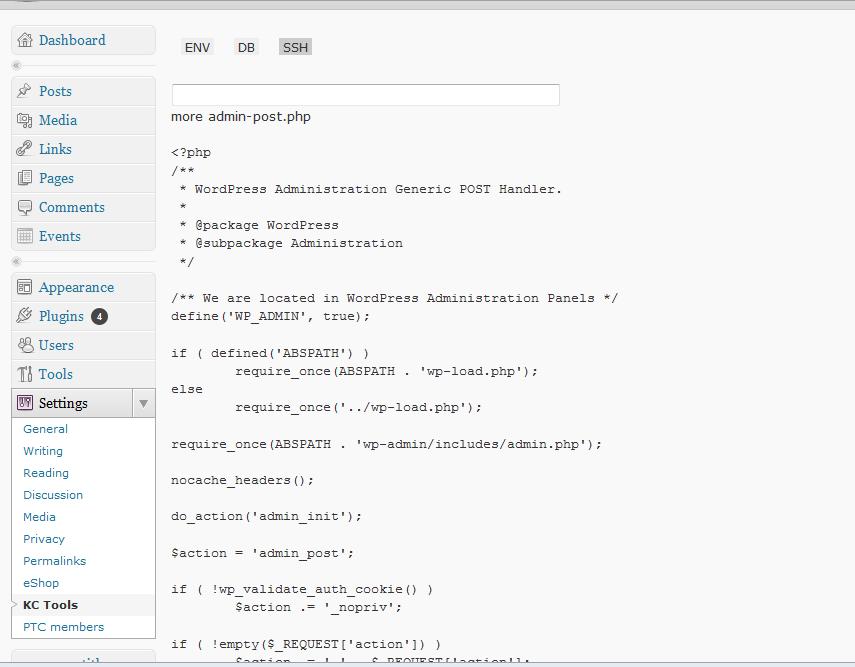 Dashboard
Posts
Media
Links
Pages
Comments
Events
Appearance
Plugins 4
Users
Tools
Settings
General
Writing
Reading
Discussion
Media
Privacy
Permalinks
eShop
KC Tools
PTC members
ENV DB SSH
more admin-post.php
<?php
/**
 * WordPress Administration Generic POST Handler.
 *
 * @package WordPress
 * @subpackage Administration
 */
/** We are located in WordPress Administration Panels */
define('WP_ADMIN', true);
if ( defined('ABSPATH') )
        require_once(ABSPATH . 'wp-load.php');
else
        require_once('../wp-load.php');
require_once(ABSPATH . 'wp-admin/includes/admin.php');
nocache_headers();
do_action('admin_init');
$action = 'admin_post';
if ( !wp_validate_auth_cookie() )
        $action .= '_nopriv';
if ( !empty($_REQUEST['action']) )
        $action .= '_' . $_REQUEST['action'];